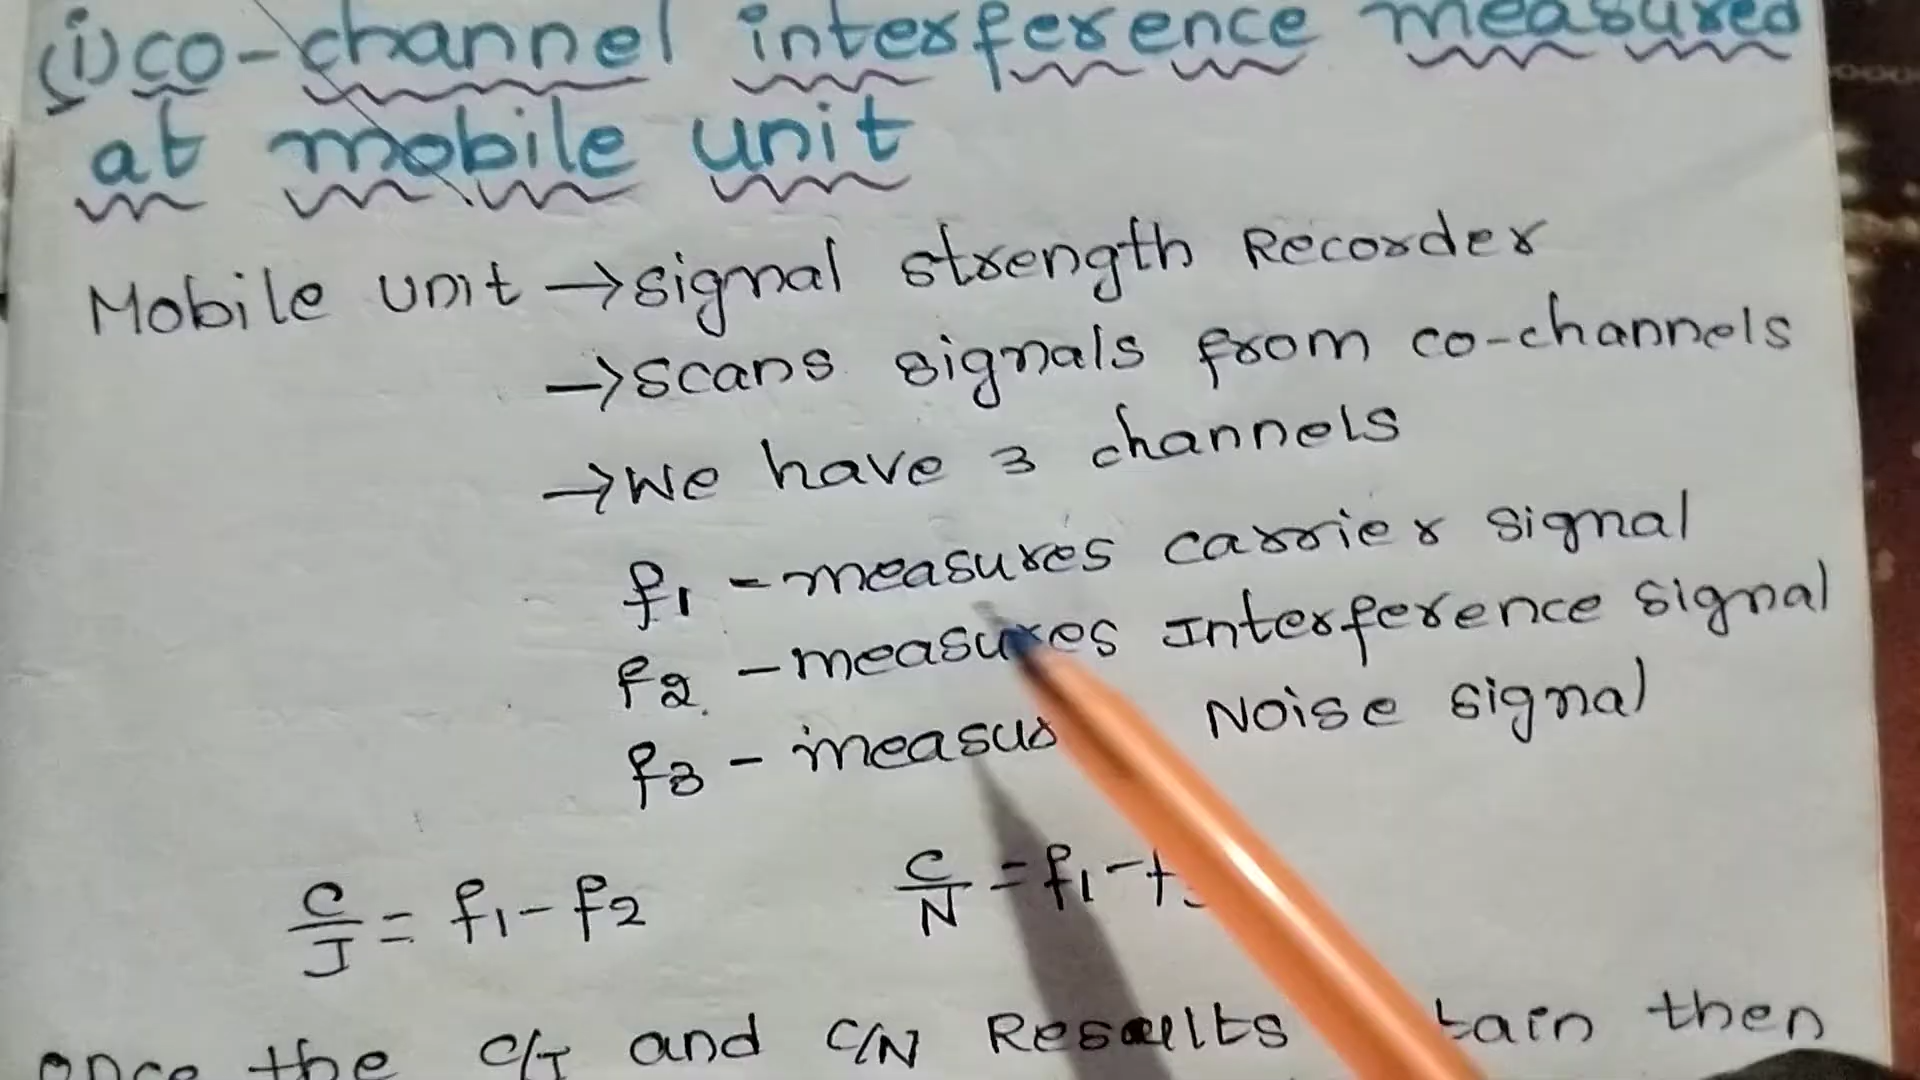 (i) co-channel interference measured
at mobile unit
Mobile unit →signal strength Recorder
→scans signals from co-channels
→We have 3 channels
f1 - measures carrier signal
f2 - measures Interference signal
f3 - Noise signal
C/I = f1 - f2 C/N = f1 -
once the C/I and C/N Results then